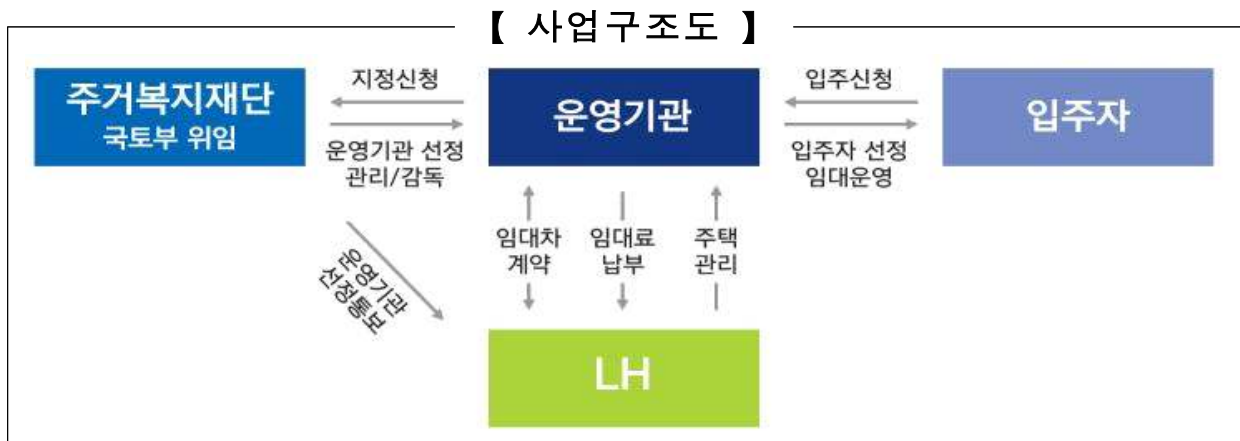 【 사업구조도 】
주거복지재단
국토부 위임
지정신청
운영기관 선정
관리/감독
운영기관
입주신청
입주자 선정
임대운영
입주자
운영기관
선정통보
임대차
계약
임대료
납부
주택
관리
LH